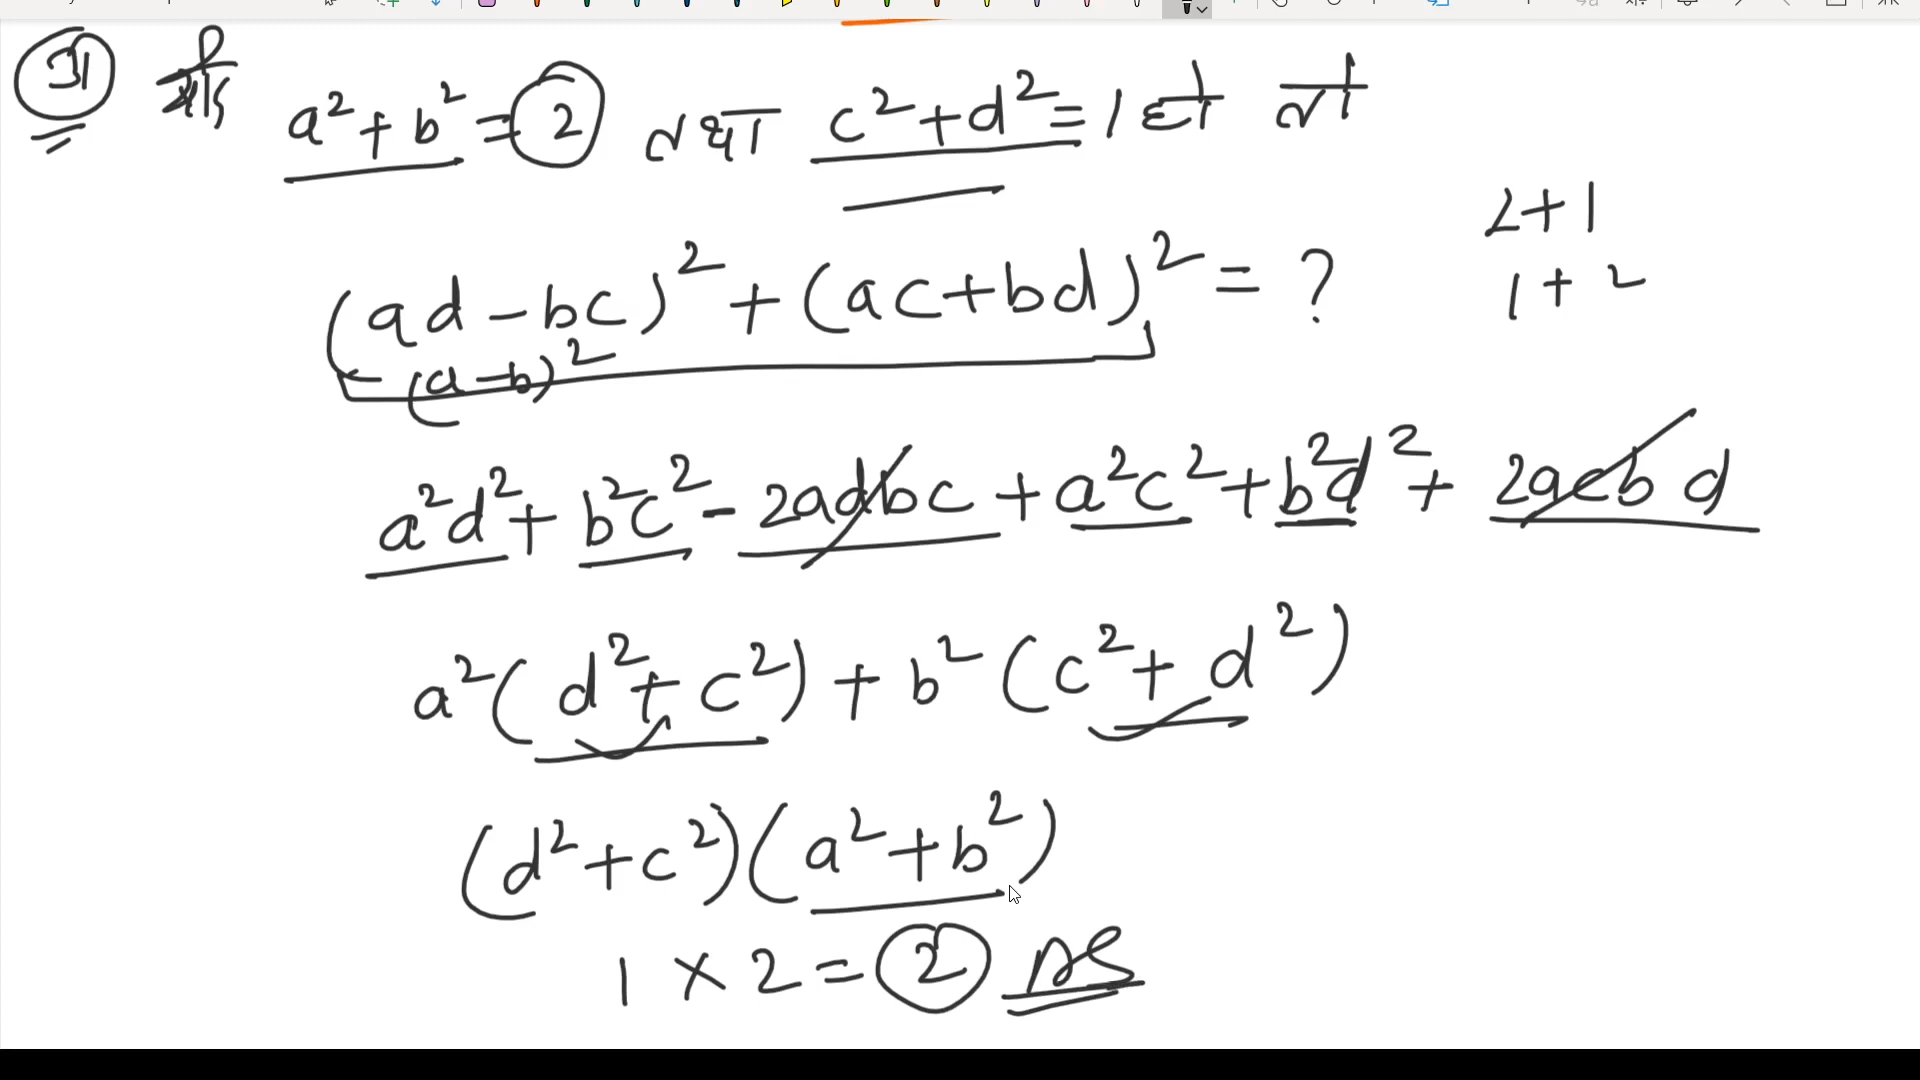 यदि a² + b² = 2 तथा c² + d² = 1 हो तो
2 + 1
1 + 2
(ad - bc)² + (ac + bd)² = ?
(a - b)²
a²d² + b²c² - 2adbc + a²c² + b²d² + 2acbd
a²(d² + c²) + b²(c² + d²)
(d² + c²)(a² + b²)
1 × 2 = 2